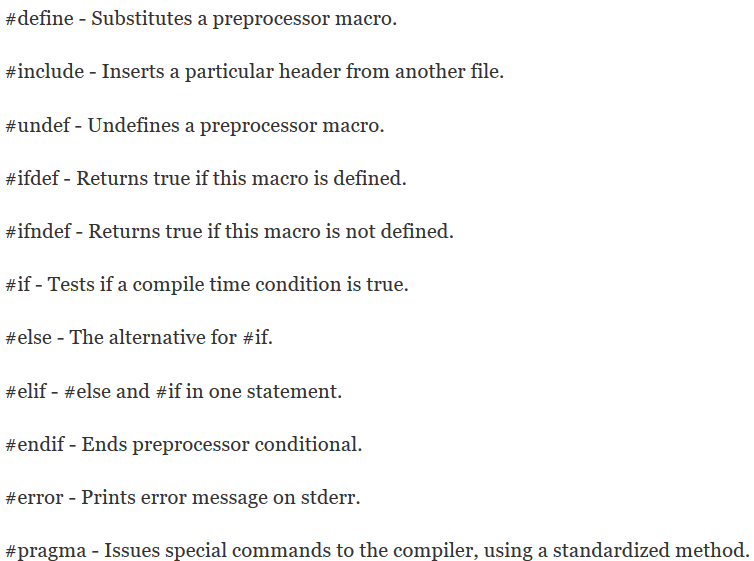 #define - Substitutes a preprocessor macro.
#include - Inserts a particular header from another file.
#undef - Undefines a preprocessor macro.
#ifdef - Returns true if this macro is defined.
#ifndef - Returns true if this macro is not defined.
#if - Tests if a compile time condition is true.
#else - The alternative for #if.
#elif - #else and #if in one statement.
#endif - Ends preprocessor conditional.
#error - Prints error message on stderr.
#pragma - Issues special commands to the compiler, using a standardized method.